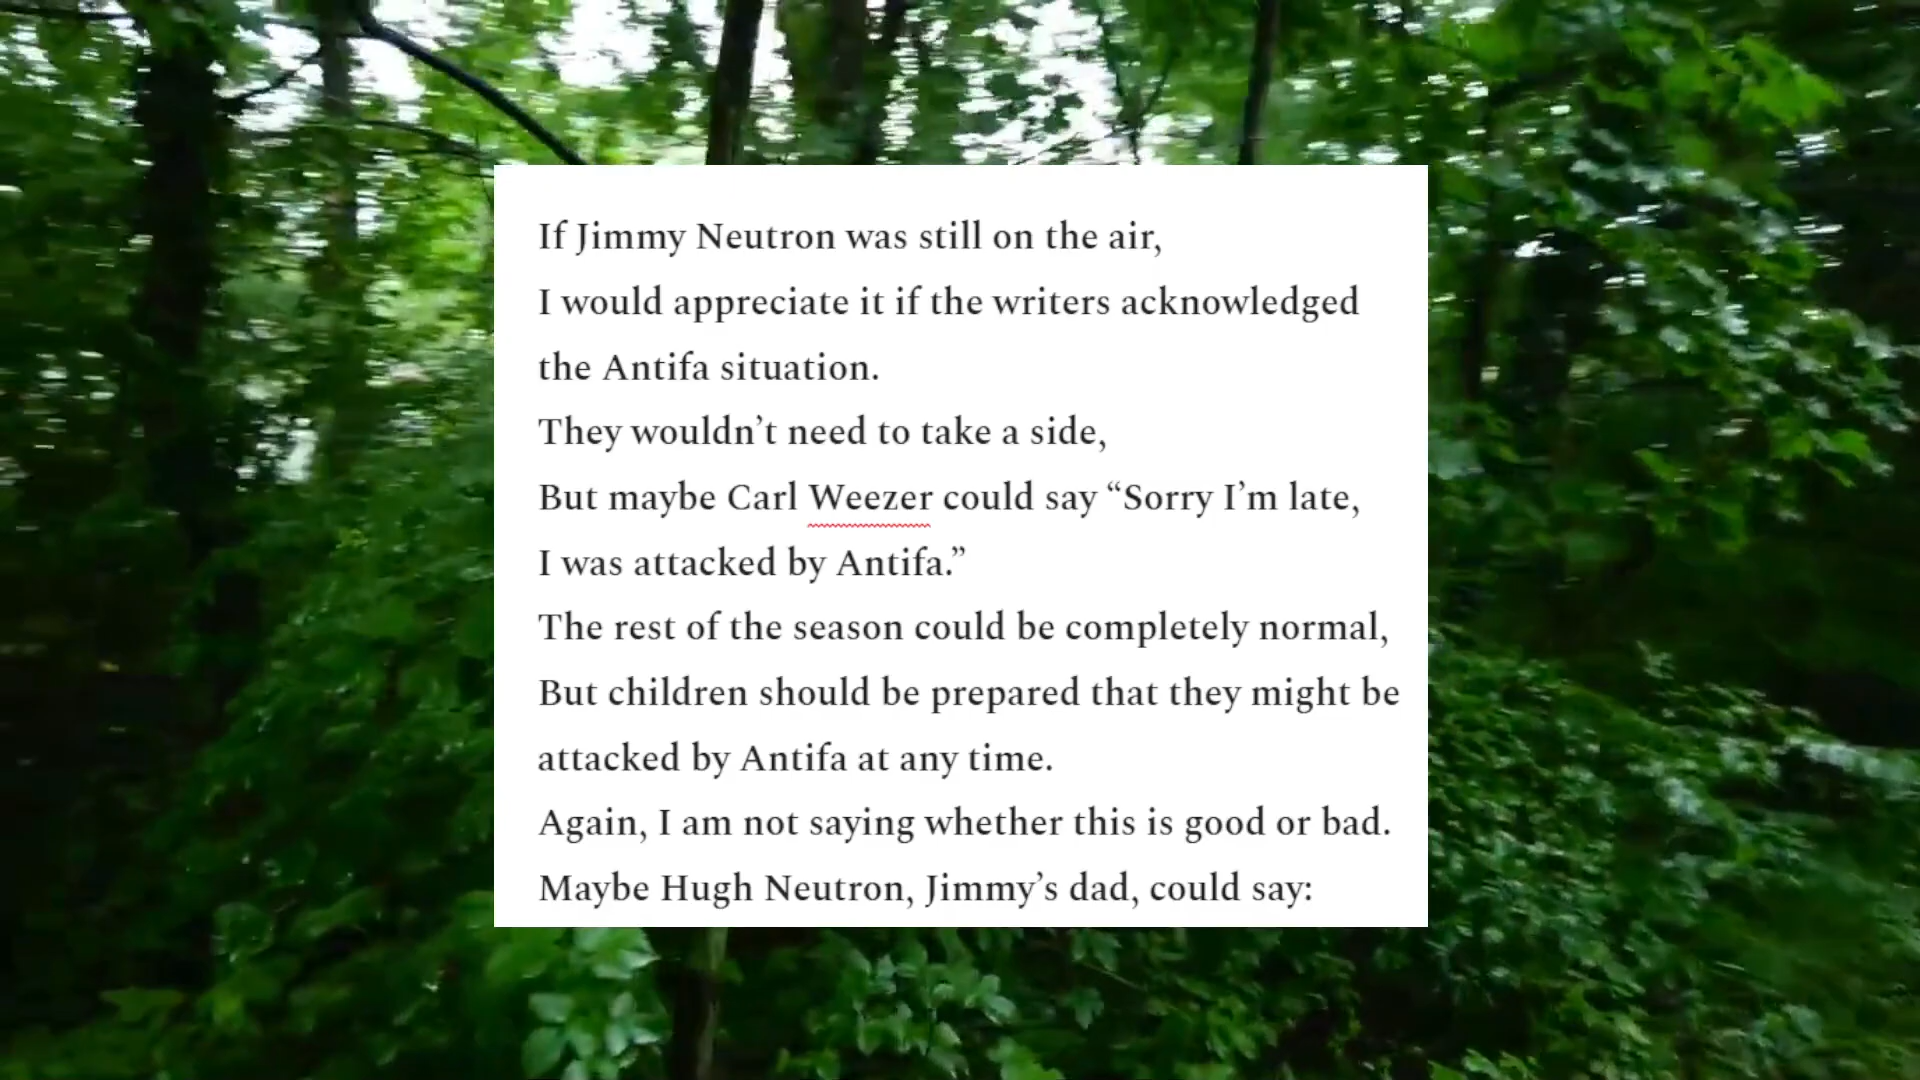 If Jimmy Neutron was still on the air,
I would appreciate it if the writers acknowledged
the Antifa situation.
They wouldn’t need to take a side,
But maybe Carl Weezer could say “Sorry I’m late,
I was attacked by Antifa.”
The rest of the season could be completely normal,
But children should be prepared that they might be
attacked by Antifa at any time.
Again, I am not saying whether this is good or bad.
Maybe Hugh Neutron, Jimmy’s dad, could say: